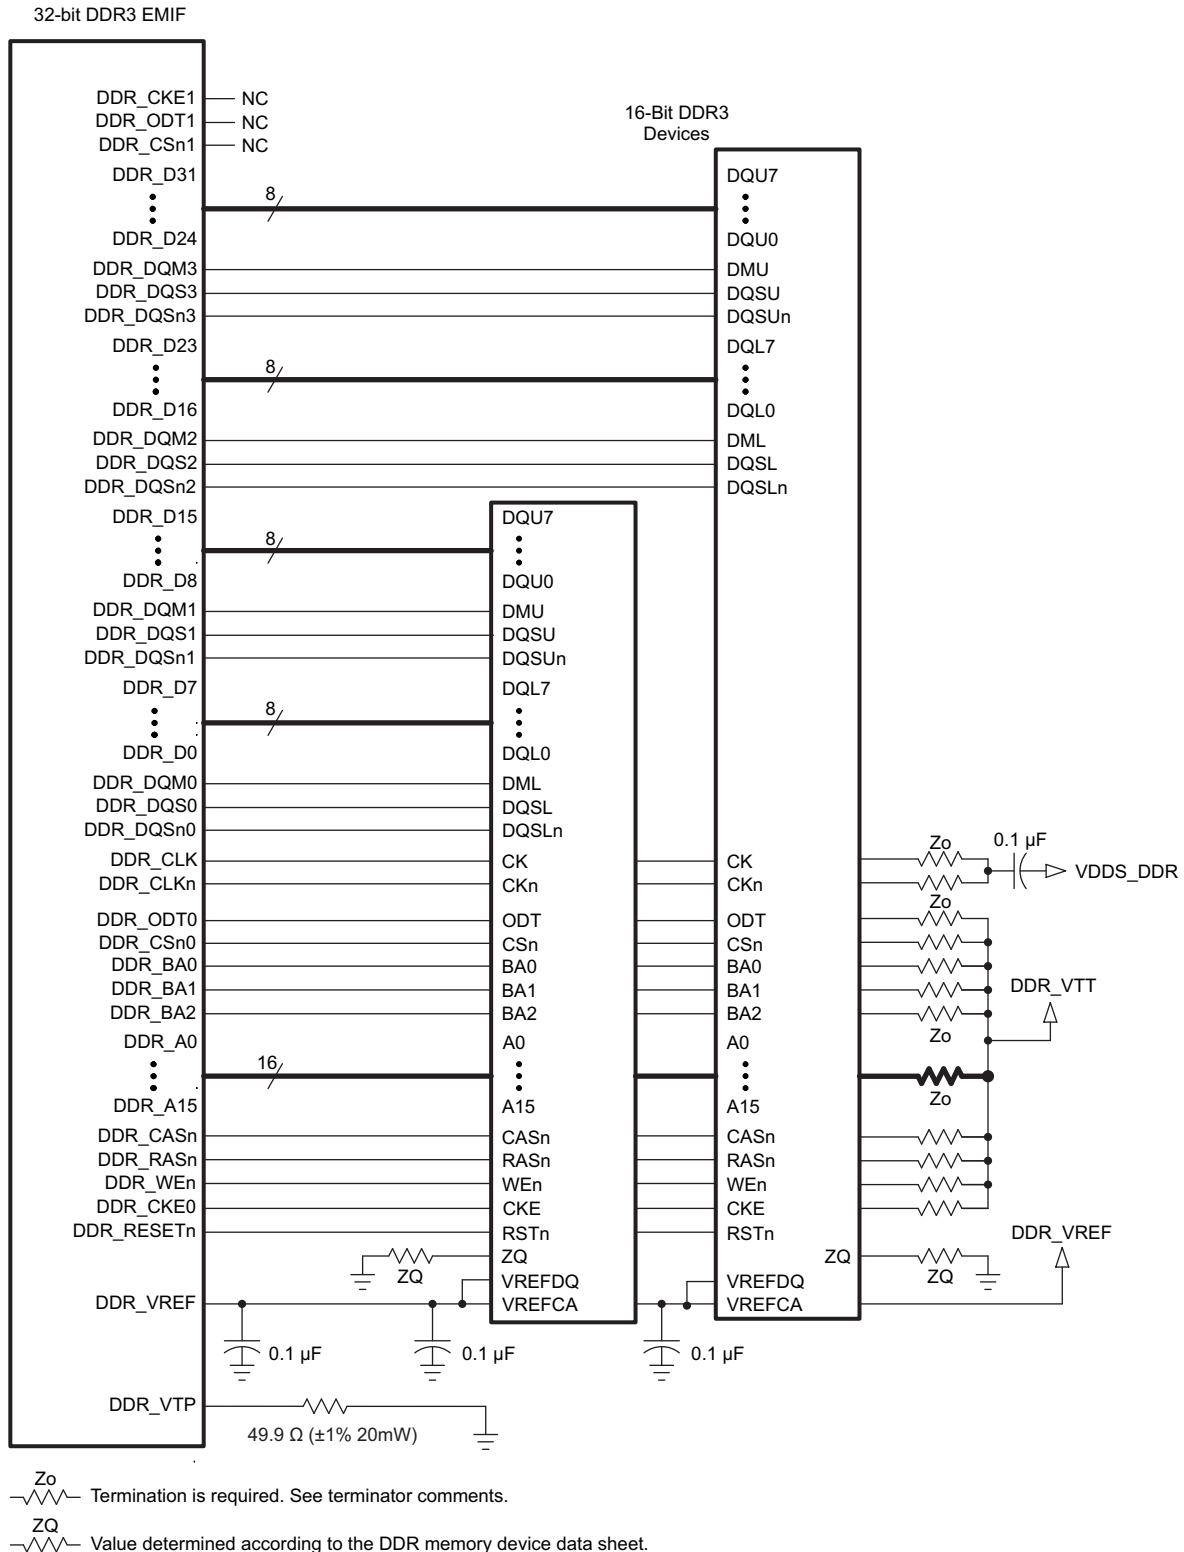 32-bit DDR3 EMIF
DDR_CKE1
NC
DDR_ODT1
NC
DDR_CSn1
NC
16-Bit DDR3
Devices
DDR_D31
8
DQU7
DDR_D24
DQU0
DDR_DQM3
DMU
DDR_DQS3
DQSU
DDR_DQSn3
DQSUn
DDR_D23
8
DQL7
DDR_D16
DQL0
DDR_DQM2
DML
DDR_DQS2
DQSL
DDR_DQSn2
DQSLn
DDR_D15
8
DQU7
DDR_D8
DQU0
DDR_DQM1
DMU
DDR_DQS1
DQSU
DDR_DQSn1
DQSUn
DDR_D7
8
DQL7
DDR_D0
DQL0
DDR_DQM0
DML
DDR_DQS0
DQSL
DDR_DQSn0
DQSLn
DDR_CLK
CK
CK
Zo
0.1 µF
VDDS_DDR
DDR_CLKn
CKn
CKn
Zo
DDR_ODT0
ODT
ODT
DDR_CSn0
CSn
CSn
DDR_BA0
BA0
BA0
DDR_BA1
BA1
BA1
DDR_VTT
DDR_BA2
BA2
BA2
Zo
DDR_A0
A0
A0
16
Zo
DDR_A15
A15
A15
DDR_CASn
CASn
CASn
DDR_RASn
RASn
RASn
DDR_WEn
WEn
WEn
DDR_CKE0
CKE
CKE
DDR_RESETn
RSTn
RSTn
DDR_VREF
ZQ
ZQ
ZQ
ZQ
VREFDQ
VREFDQ
DDR_VREF
VREFCA
VREFCA
0.1 µF
0.1 µF
0.1 µF
DDR_VTP
49.9 Ω (±1% 20mW)
Zo
Termination is required. See terminator comments.
ZQ
Value determined according to the DDR memory device data sheet.